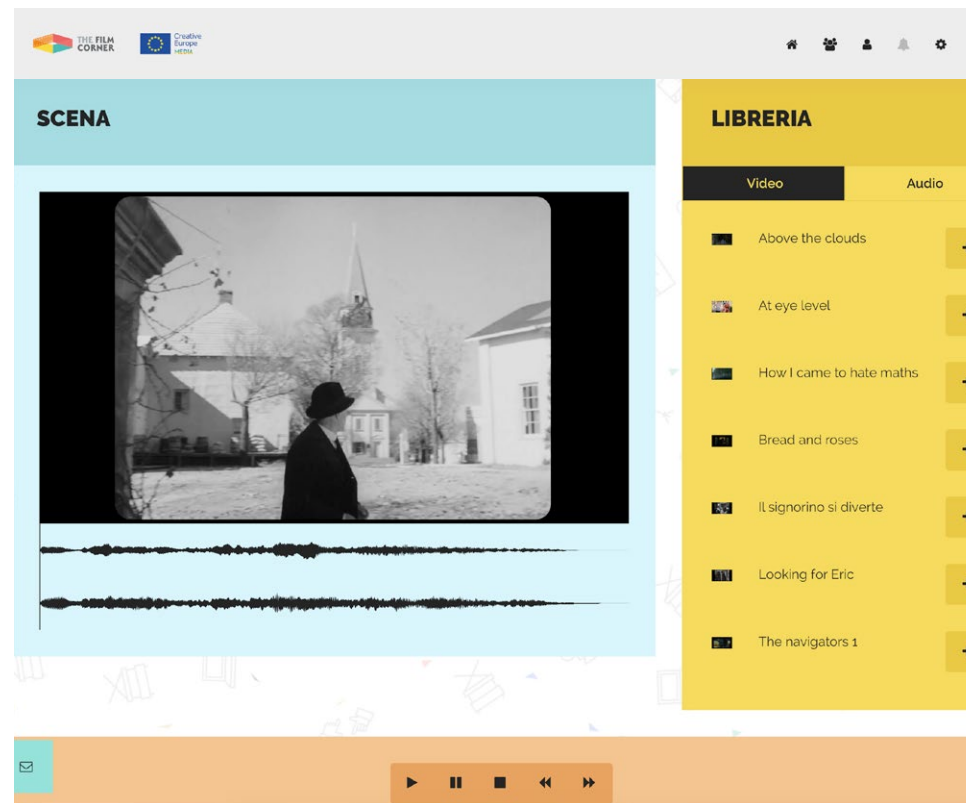 THE FILM
CORNER
Creative
Europe
MEDIA
SCENA
LIBRERIA
Video
Audio
Above the clouds
At eye level
How I came to hate maths
Bread and roses
Il signorino si diverte
Looking for Eric
The navigators 1